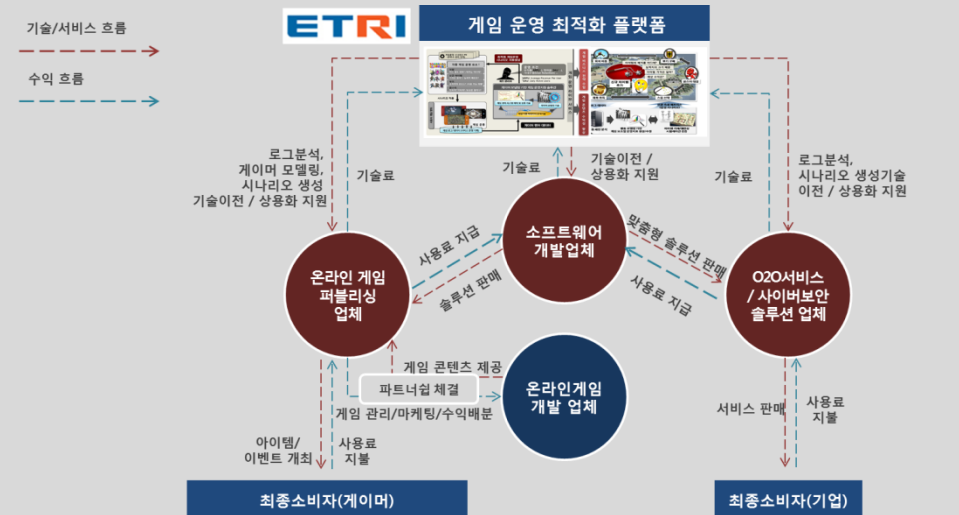 기술/서비스 흐름
수익 흐름
ETRI
게임 운영 최적화 플랫폼
로그분석,
게이머 모델링,
시나리오 생성
기술이전 / 상용화 지원
기술료
기술료
기술이전 /
상용화 지원
기술료
로그분석,
시나리오 생성기술
이전 / 상용화 지원
소프트웨어
개발업체
사용료 지급
솔루션 판매
맞춤형 솔루션 판매
사용료 지급
온라인 게임
퍼블리싱
업체
O2O서비스
/ 사이버보안
솔루션 업체
게임 콘텐츠 제공
파트너쉽 체결
게임 관리/마케팅/수익배분
온라인게임
개발 업체
서비스 판매
사용료
지불
아이템/
이벤트 개최
사용료
지불
최종소비자(게이머)
최종소비자(기업)